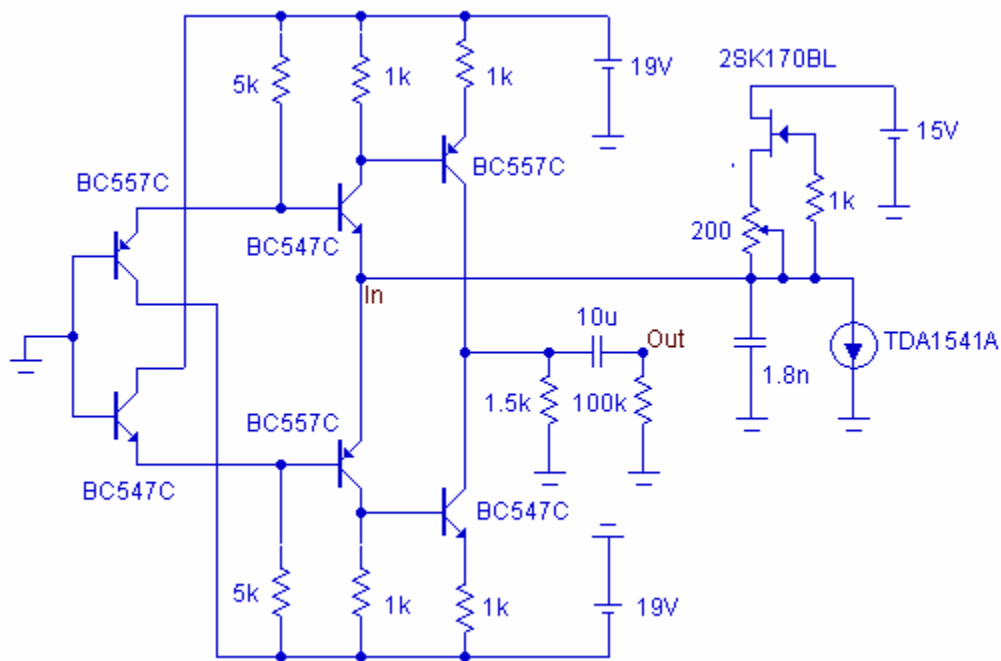 5k
1k
1k
19V
2SK170BL
15V
BC557C
BC557C
1k
BC547C
200
In
10u
Out
TDA1541A
1.8n
1.5k
100k
BC557C
BC547C
BC547C
5k
1k
1k
19V